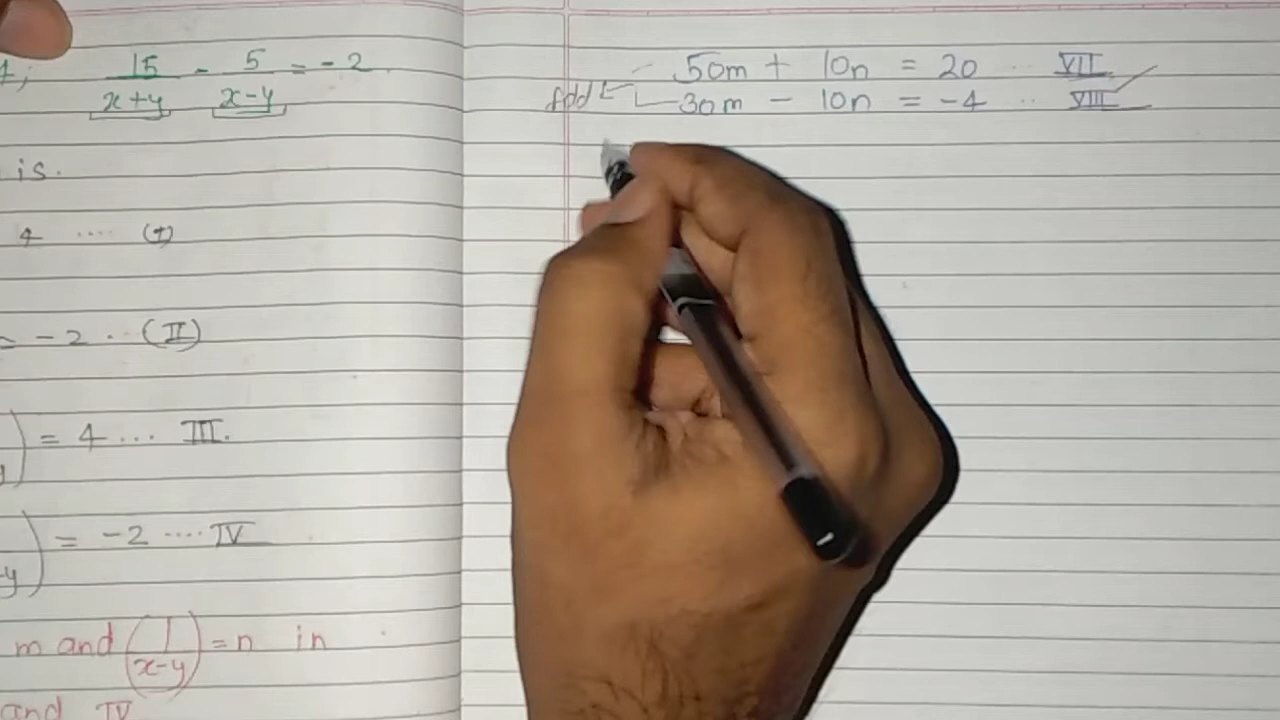 4; 15/(x+y) - 5/(x-y) = -2
is.
4 .... (I)
= -2 .. (II)
) = 4 ... III.
y) = -2 .... IV
m and (1/(x-y)) = n in
and IV
50m + 10n = 20 .. VII
Add 30m - 10n = -4 .. VIII